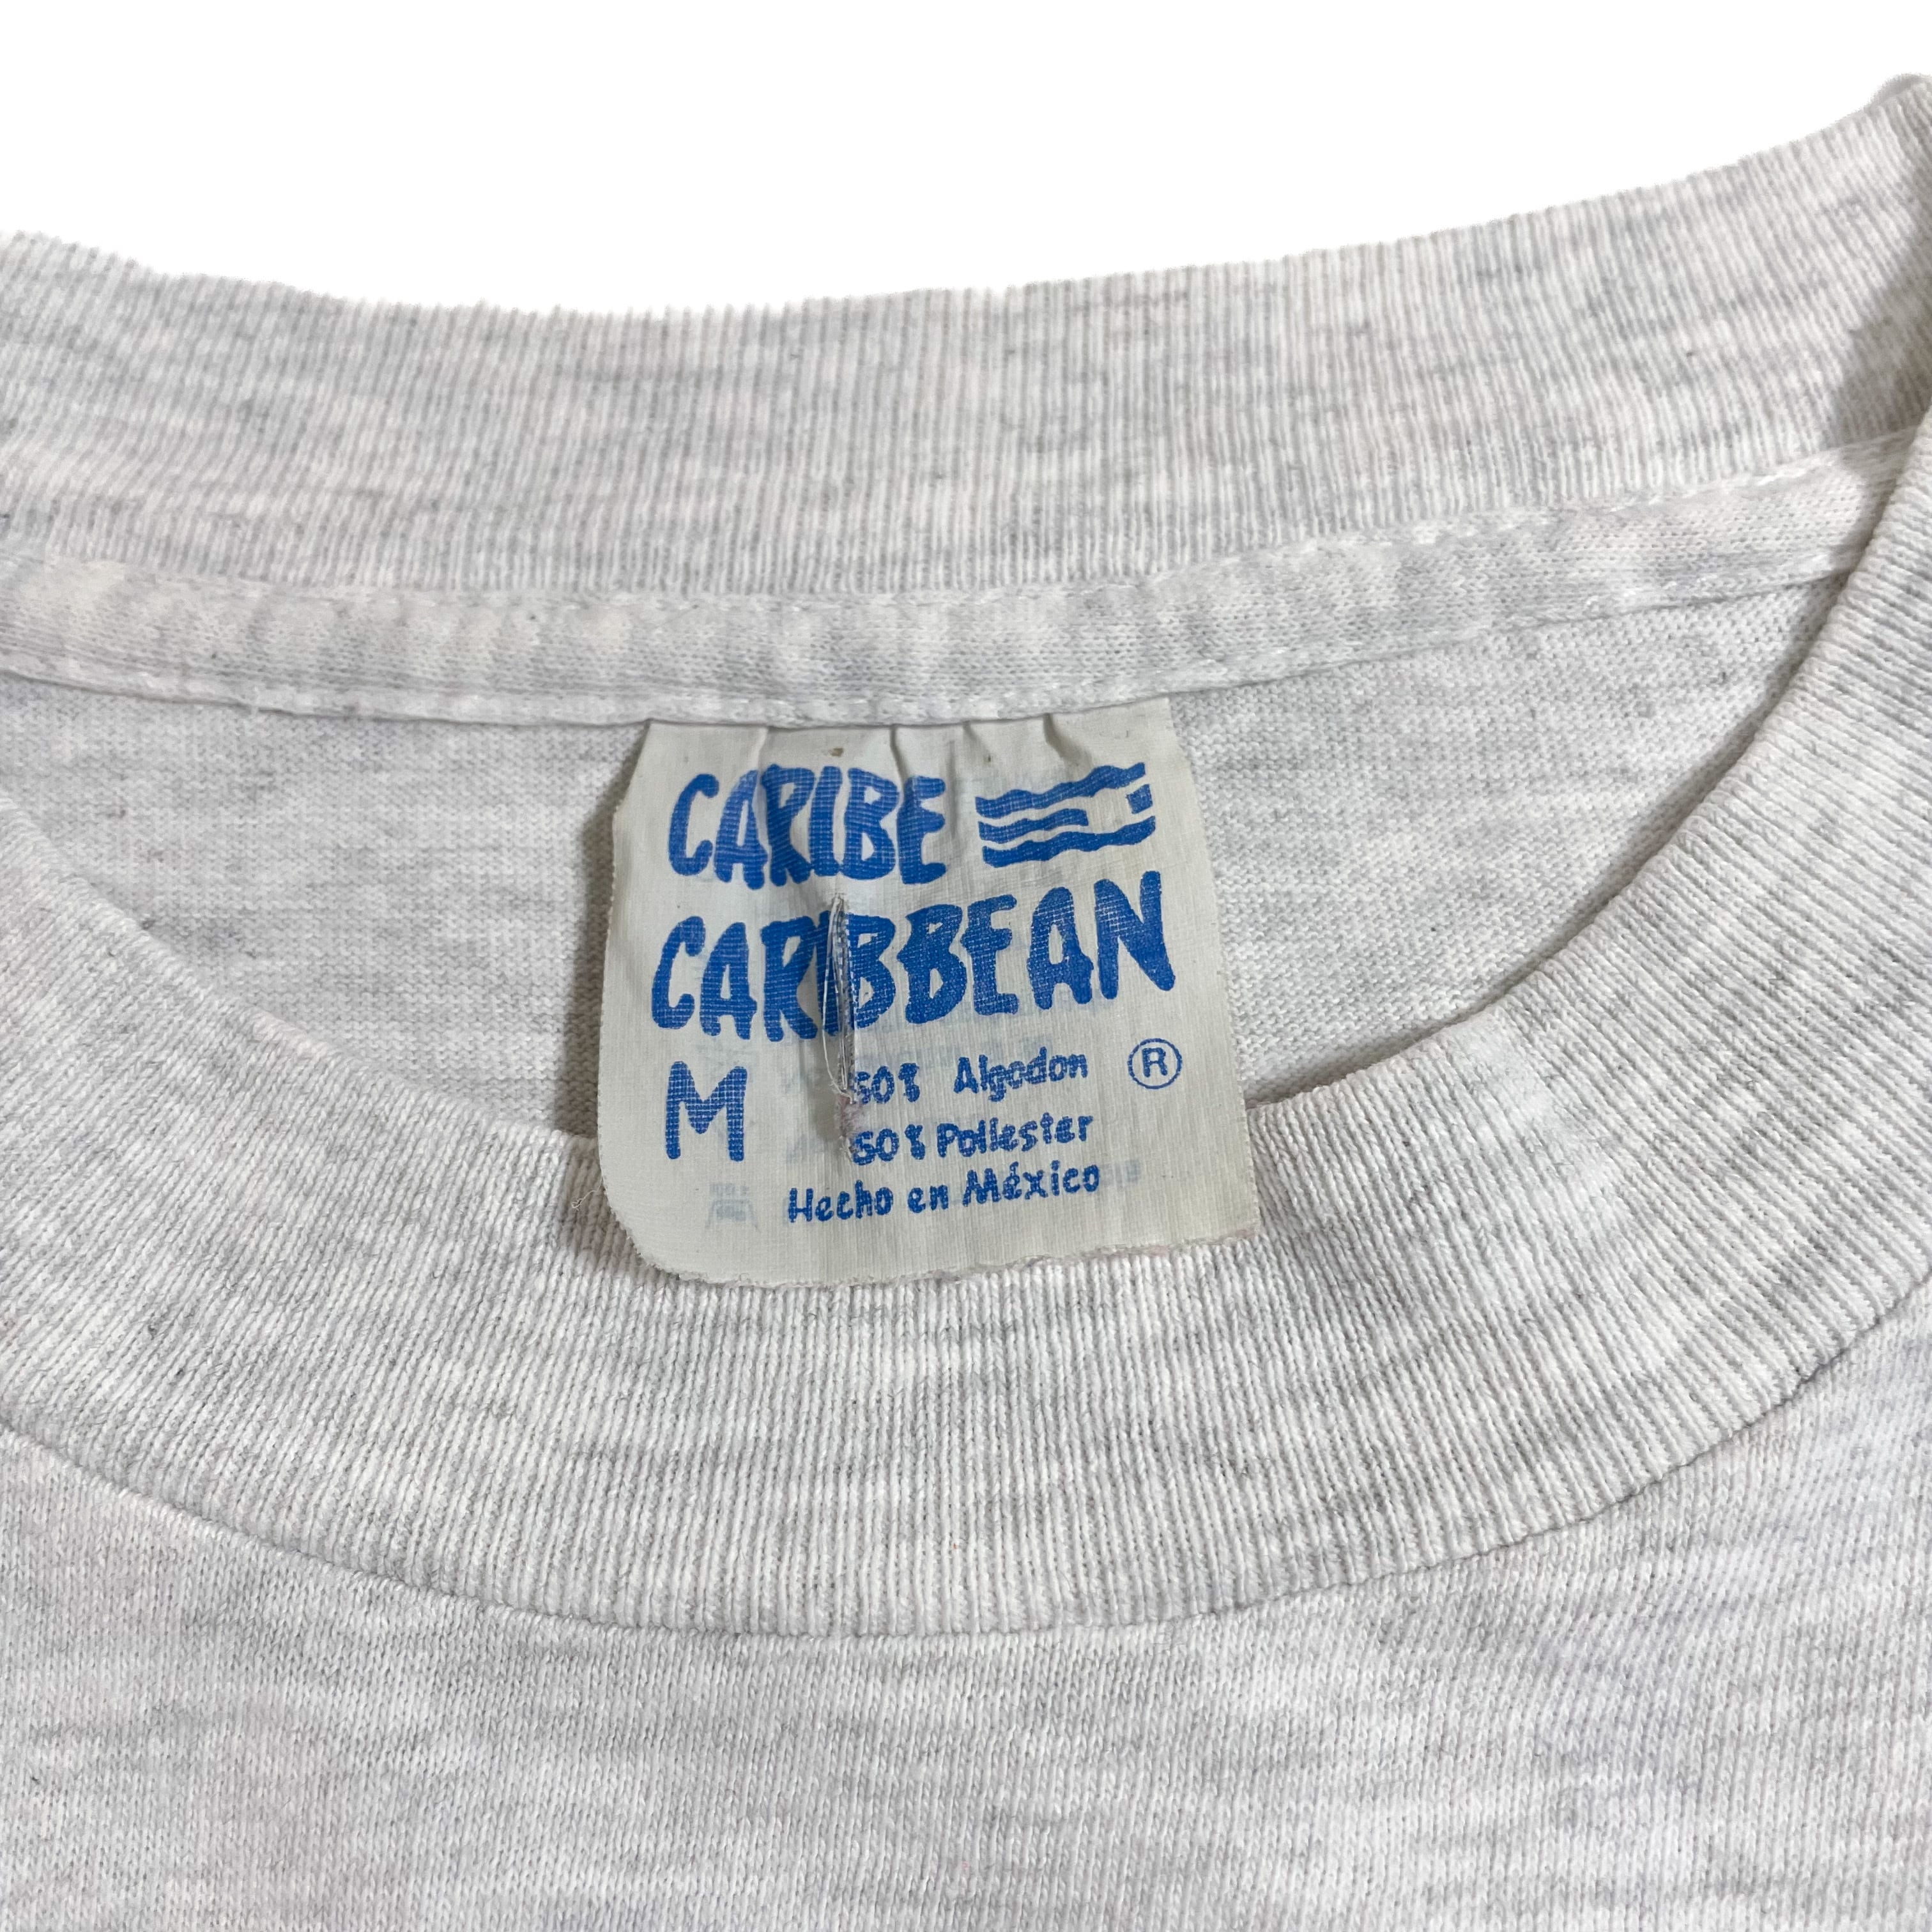 CARIBE
CARIBBEAN
M 50% Algodon ®
50% Poliester
Hecho en México